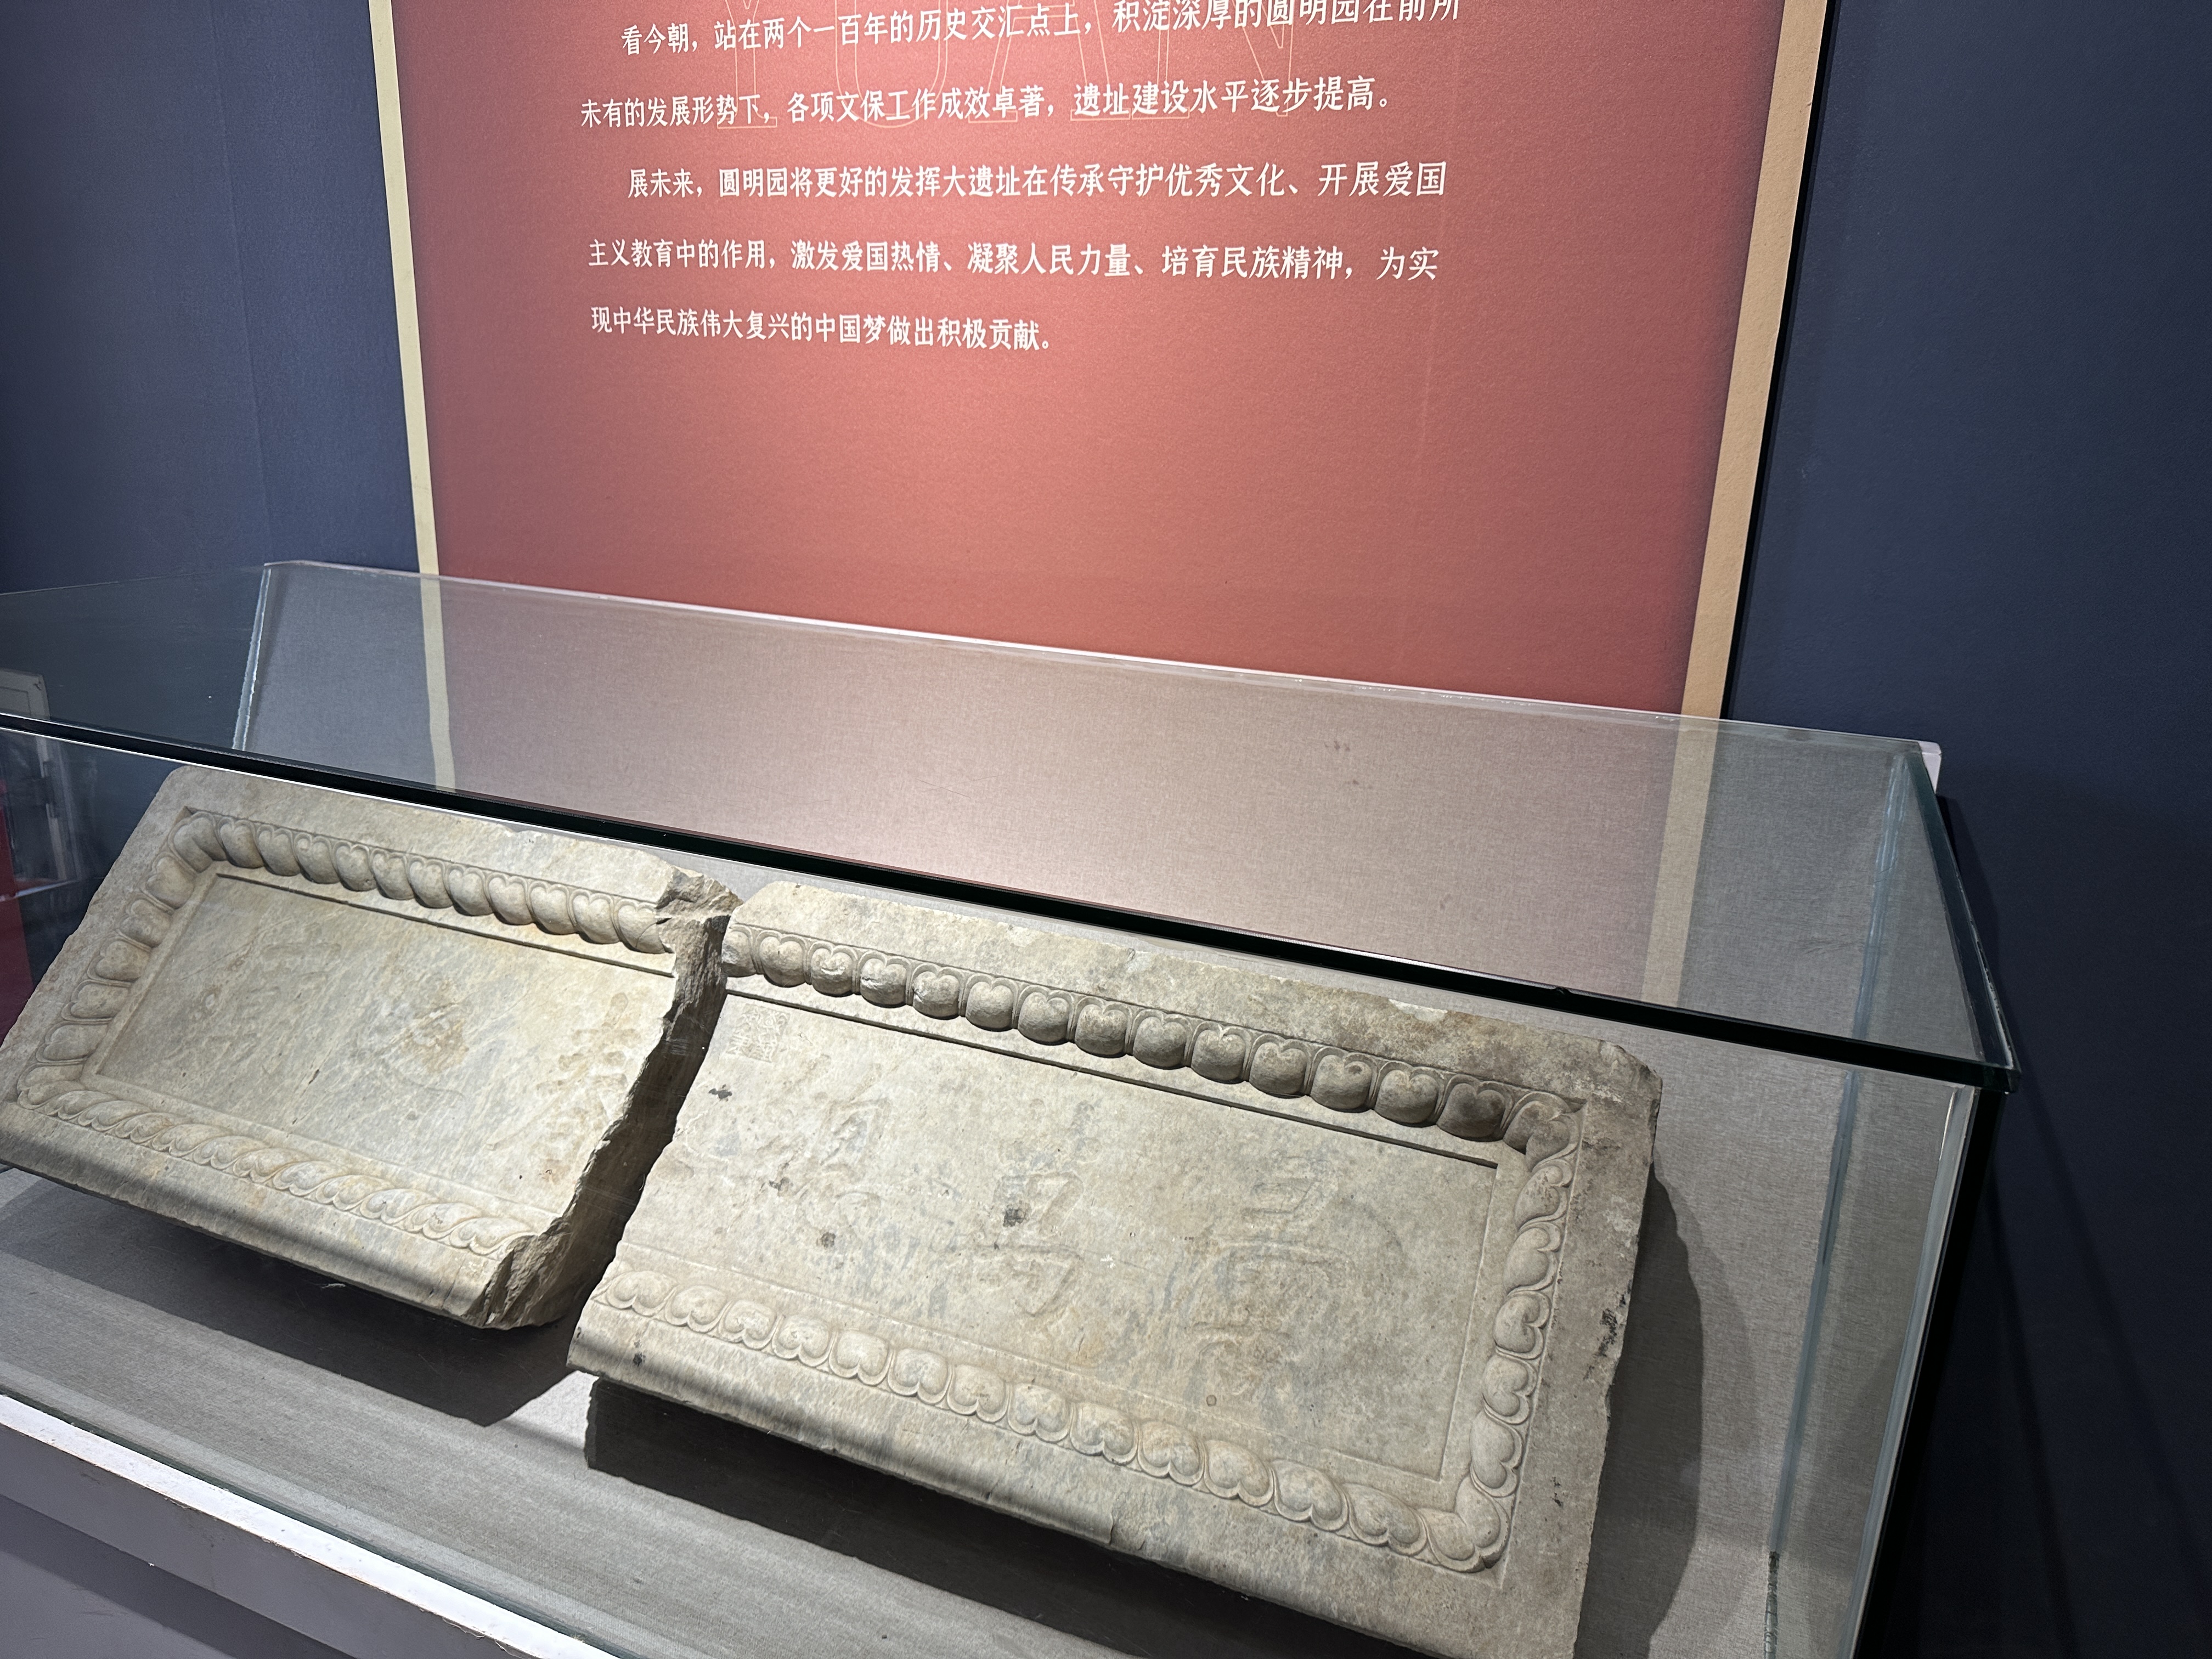 看今朝，站在两个一百年的历史交汇点上，积淀深厚的圆明园在前所
未有的发展形势下，各项文保工作成效卓著，遗址建设水平逐步提高。
展未来，圆明园将更好的发挥大遗址在传承守护优秀文化、开展爱国
主义教育中的作用，激发爱国热情、凝聚人民力量、培育民族精神，为实
现中华民族伟大复兴的中国梦做出积极贡献。
YUAN